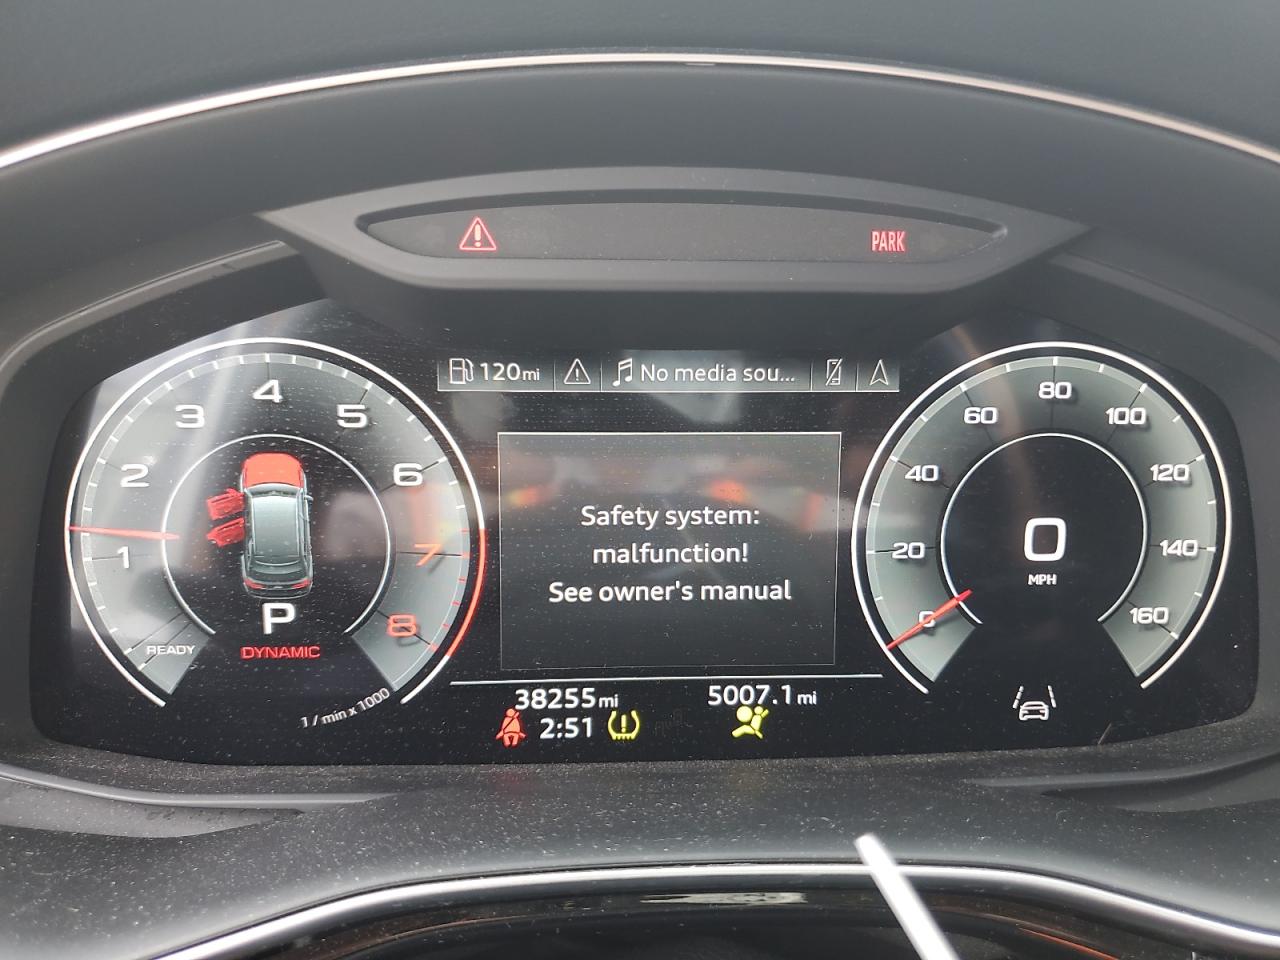 PARK
120mi
No media sou...
1
2
3
4
5
6
7
8
READY
P
DYNAMIC
1/min x 1000
Safety system:
malfunction!
See owner's manual
0
20
40
60
80
100
120
140
160
0
MPH
38255mi
5007.1mi
2:51